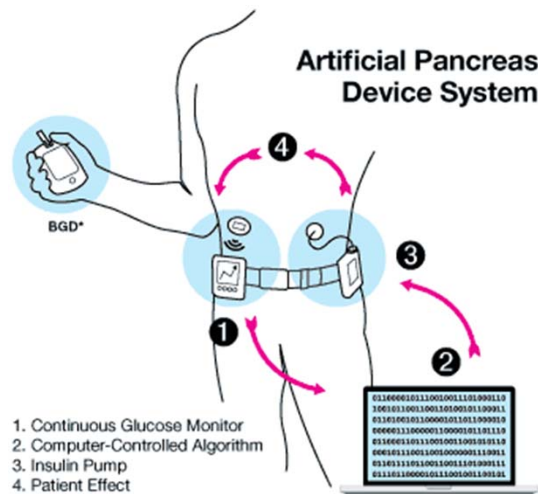 Artificial Pancreas
Device System
4
BGD*
3
1
2
1. Continuous Glucose Monitor
2. Computer-Controlled Algorithm
3. Insulin Pump
4. Patient Effect